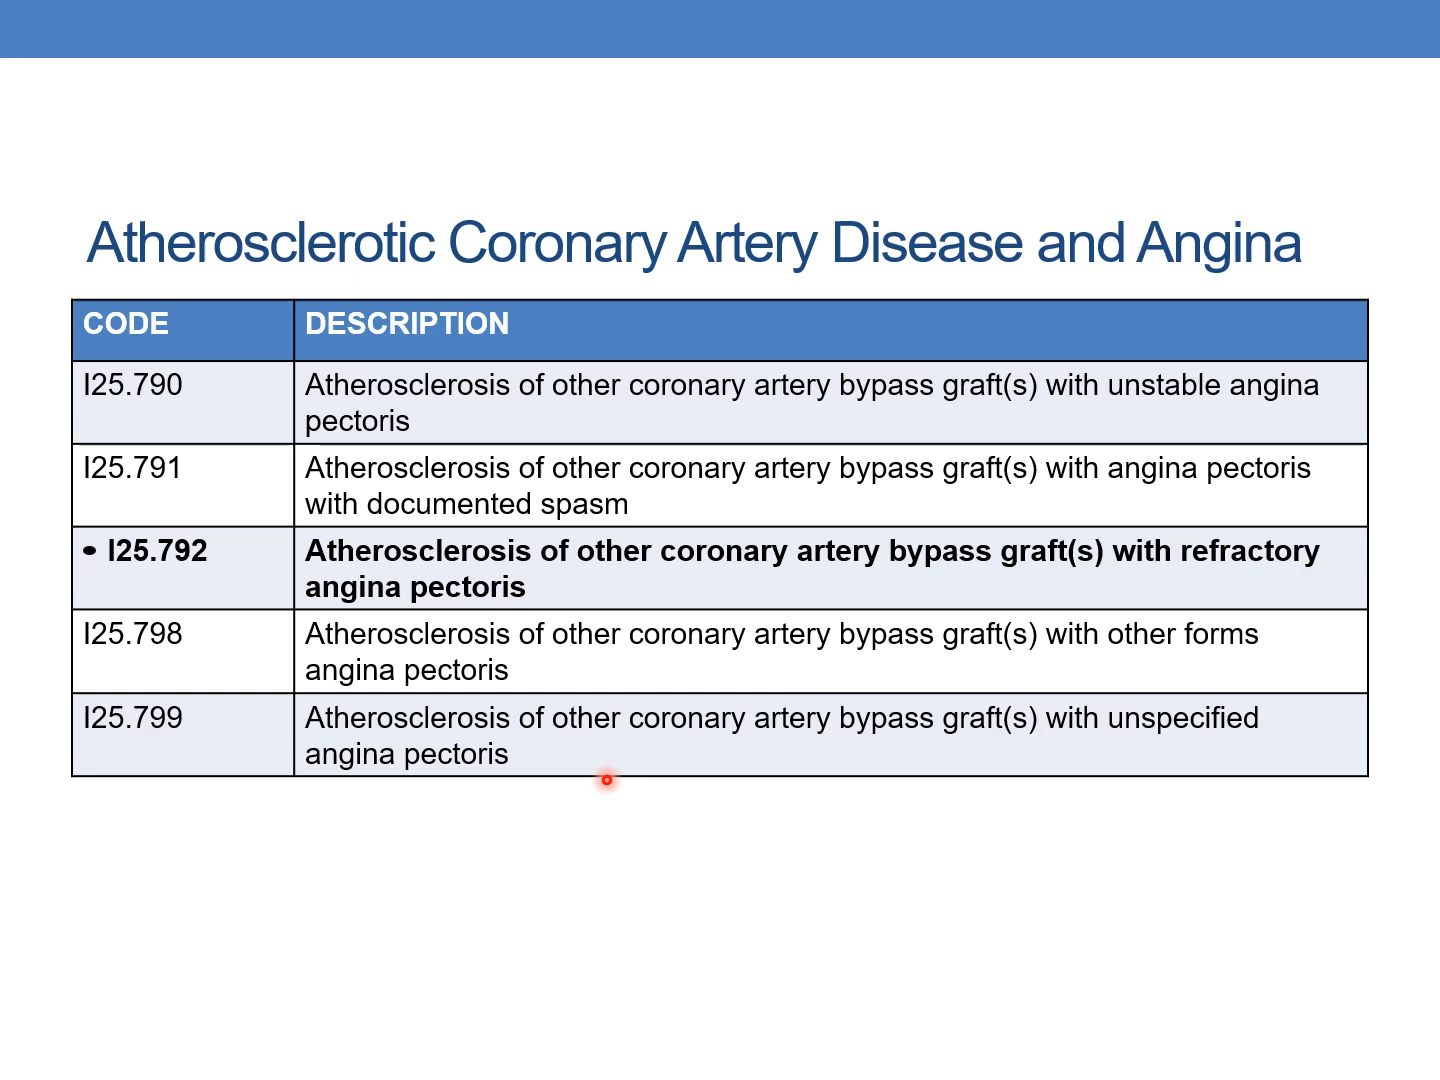 Atherosclerotic Coronary Artery Disease and Angina
CODE DESCRIPTION
I25.790 Atherosclerosis of other coronary artery bypass graft(s) with unstable angina
pectoris
I25.791 Atherosclerosis of other coronary artery bypass graft(s) with angina pectoris
with documented spasm
• I25.792 Atherosclerosis of other coronary artery bypass graft(s) with refractory
angina pectoris
I25.798 Atherosclerosis of other coronary artery bypass graft(s) with other forms
angina pectoris
I25.799 Atherosclerosis of other coronary artery bypass graft(s) with unspecified
angina pectoris